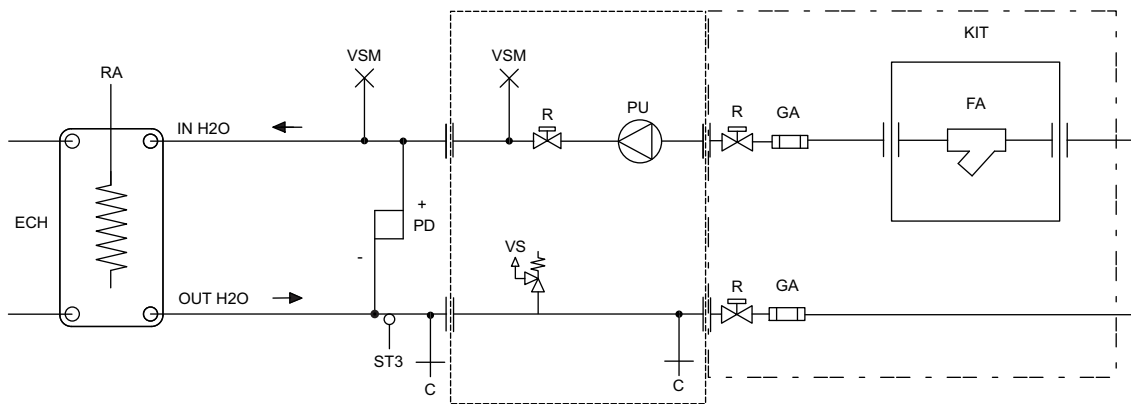 KIT
VSM
VSM
RA
R
PU
R
GA
FA
IN H2O
+
PD
ECH
-
VS
OUT H2O
R
GA
ST3
C
C